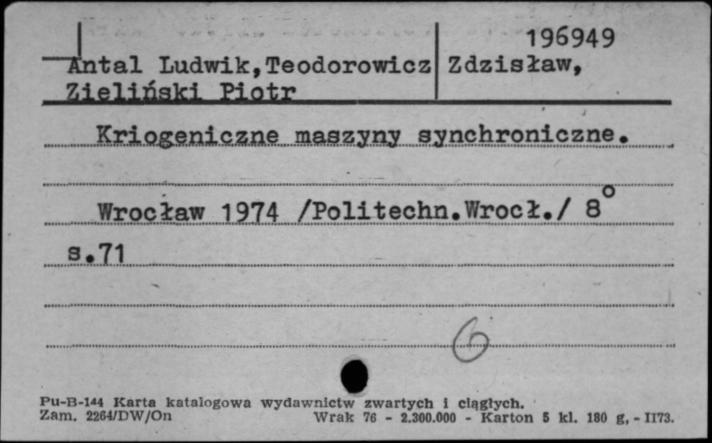 196949
Antal Ludwik,Teodorowicz Zdzisław,
Zieliński Piotr
Kriogeniczne maszyny synchroniczne.
Wrocław 1974 /Politechn.Wrocł./ 8°
s.71
6
Pu-B-144 Karta katalogowa wydawnictw zwartych i ciągłych.
Zam. 2264/DW/On Wrak 76 - 2.300.000 - Karton 5 kl. 180 g, - II73.